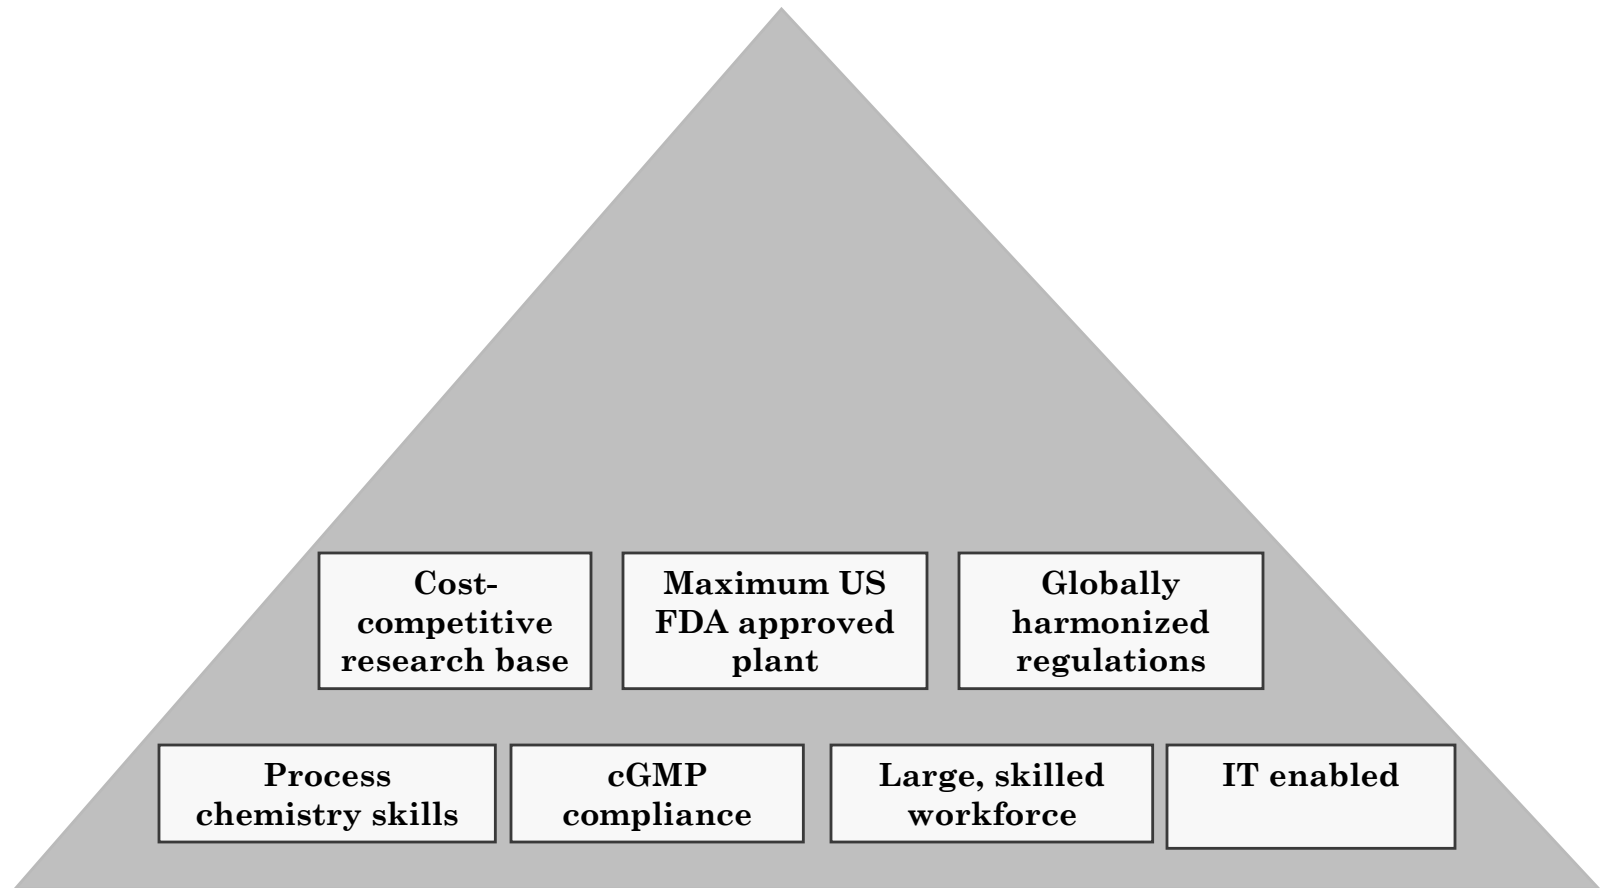 Cost-
competitive
research base
Maximum US
FDA approved
plant
Globally
harmonized
regulations
Process
chemistry skills
cGMP
compliance
Large, skilled
workforce
IT enabled